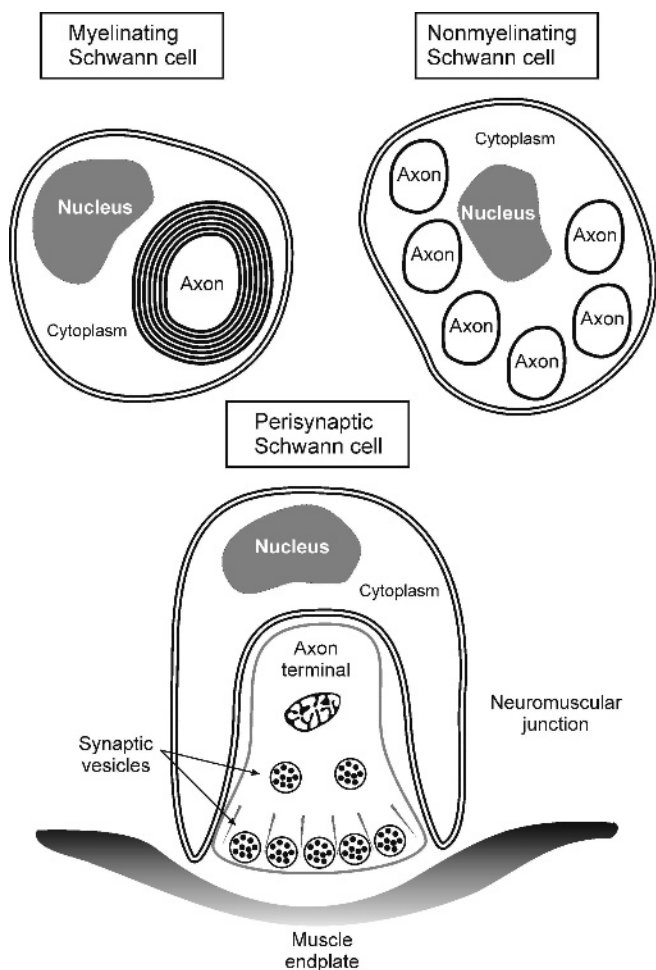 Myelinating
Schwann cell
Nonmyelinating
Schwann cell
Nucleus
Axon
Cytoplasm
Cytoplasm
Axon
Nucleus
Axon
Axon
Axon
Axon
Axon
Perisynaptic
Schwann cell
Nucleus
Cytoplasm
Axon
terminal
Neuromuscular
junction
Synaptic
vesicles
Muscle
endplate